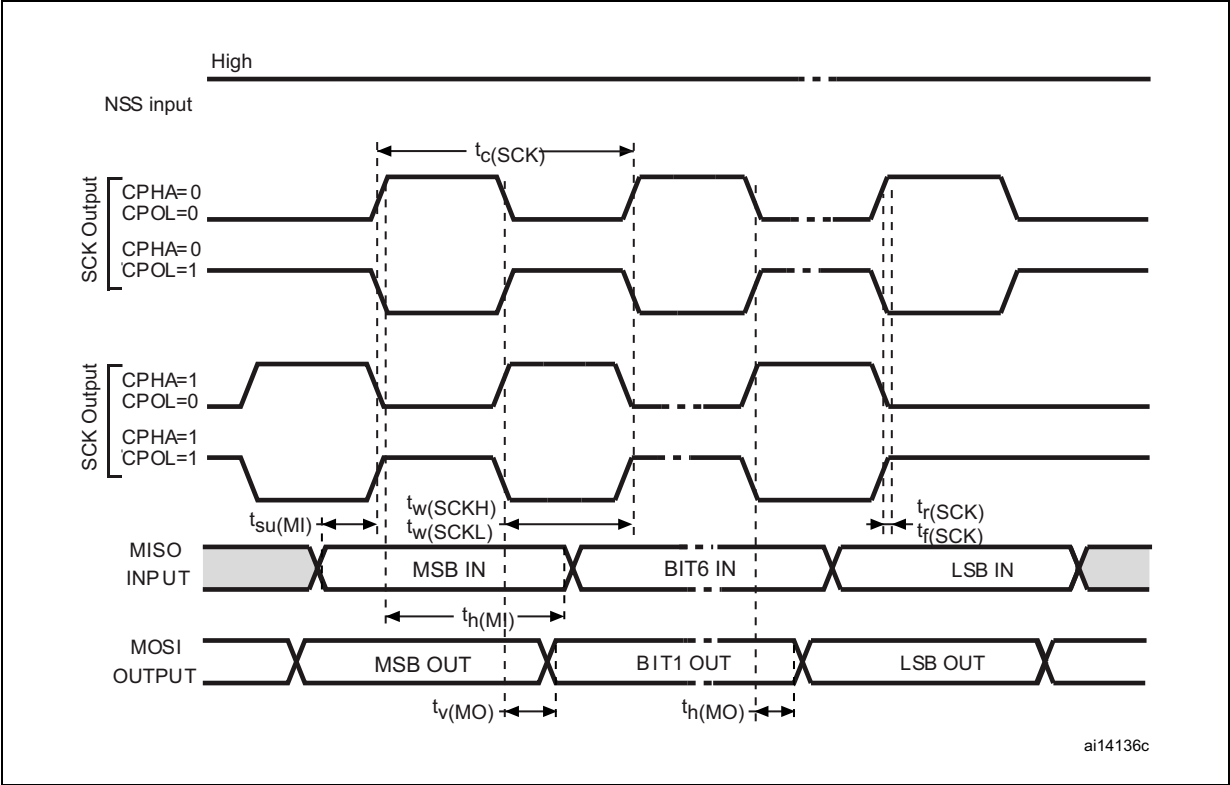 High
NSS input
tc(SCK)
SCK Output
CPHA=0
CPOL=0
CPHA=0
CPOL=1
SCK Output
CPHA=1
CPOL=0
CPHA=1
CPOL=1
tsu(MI)
tw(SCKH)
tw(SCKL)
tr(SCK)
tf(SCK)
MISO
INPUT
MSB IN
BIT6 IN
LSB IN
th(MI)
MOSI
OUTPUT
MSB OUT
BIT1 OUT
LSB OUT
tv(MO)
th(MO)
ai14136c